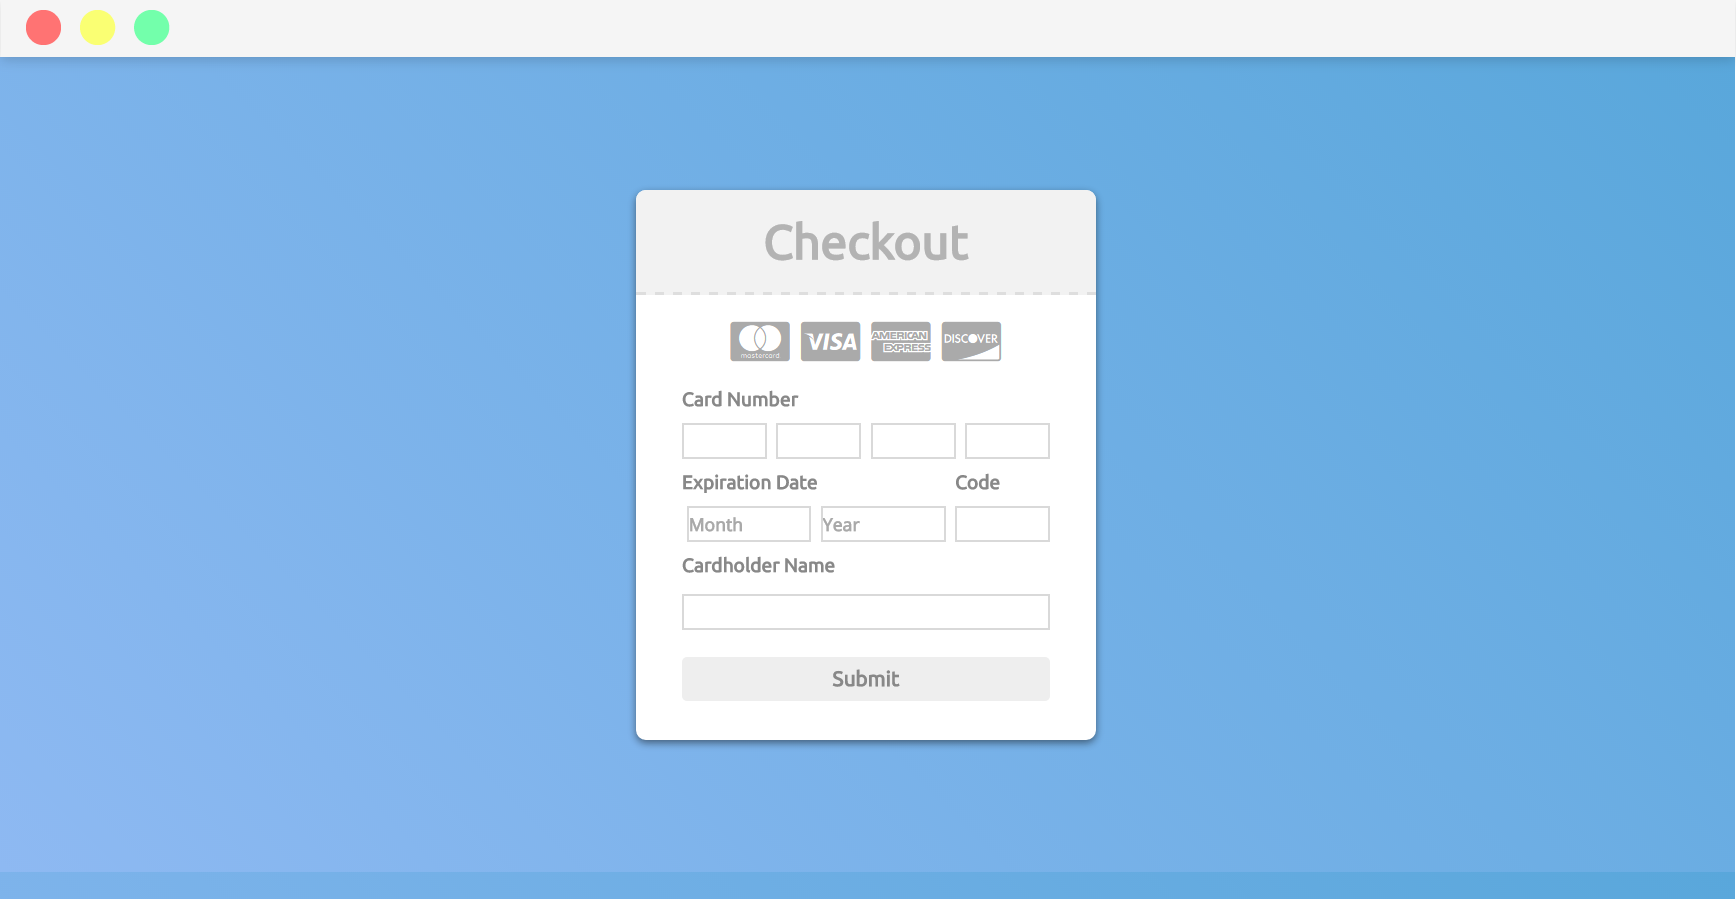 Checkout
mastercard VISA AMERICAN EXPRESS DISCOVER
Card Number
Expiration Date Code
Month Year
Cardholder Name
Submit